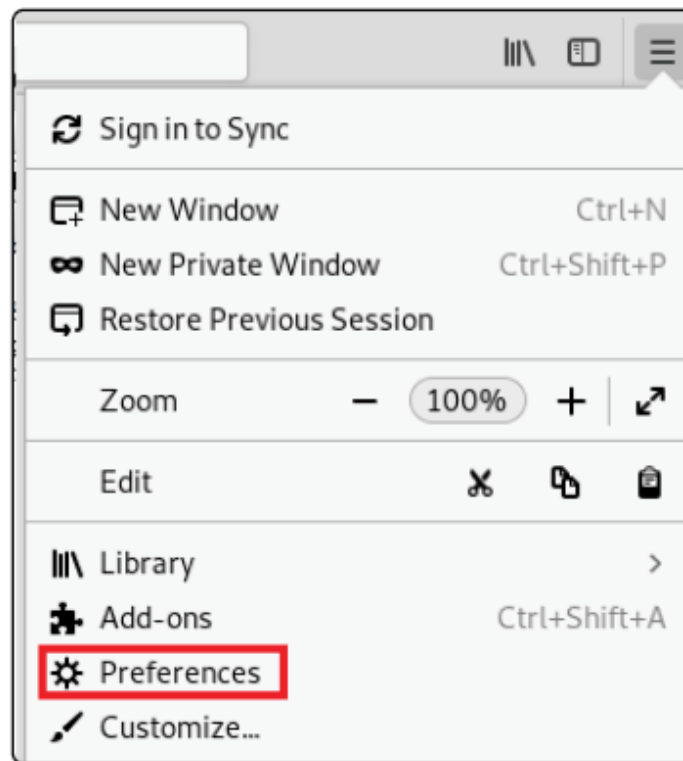 Sign in to Sync
New Window Ctrl+N
New Private Window Ctrl+Shift+P
Restore Previous Session
Zoom − 100% +
Edit
Library
Add-ons Ctrl+Shift+A
Preferences
Customize...